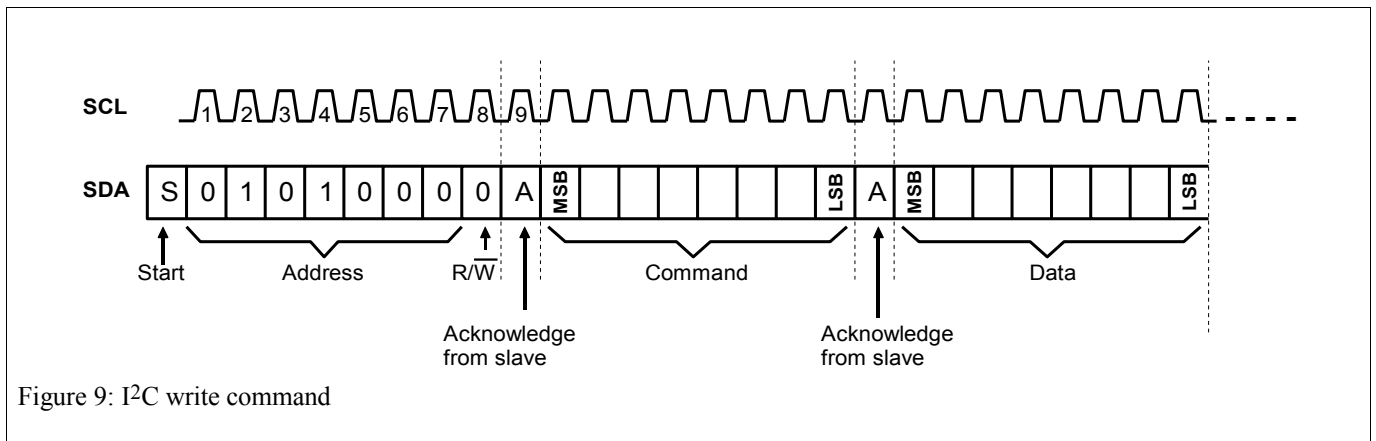 SCL 1 2 3 4 5 6 7 8 9
SDA S 0 1 0 1 0 0 0 0 A MSB LSB A MSB LSB
Start Address R/W̅ Command Data
Acknowledge from slave
Acknowledge from slave
Figure 9: I²C write command